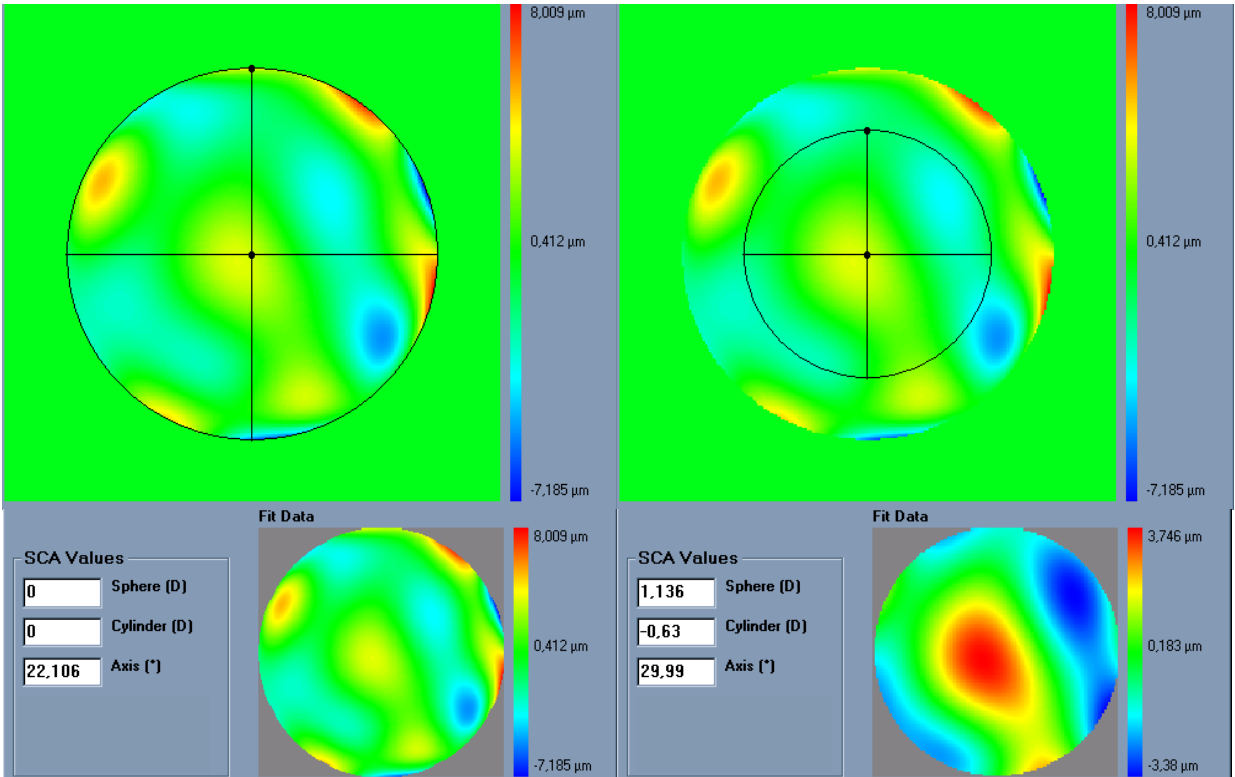 8,009 µm
0,412 µm
-7,185 µm
8,009 µm
0,412 µm
-7,185 µm
Fit Data
SCA Values
0
Sphere (D)
0
Cylinder (D)
22,106
Axis (°)
8,009 µm
0,412 µm
-7,185 µm
Fit Data
SCA Values
1,136
Sphere (D)
-0,63
Cylinder (D)
29,99
Axis (°)
3,746 µm
0,183 µm
-3,38 µm